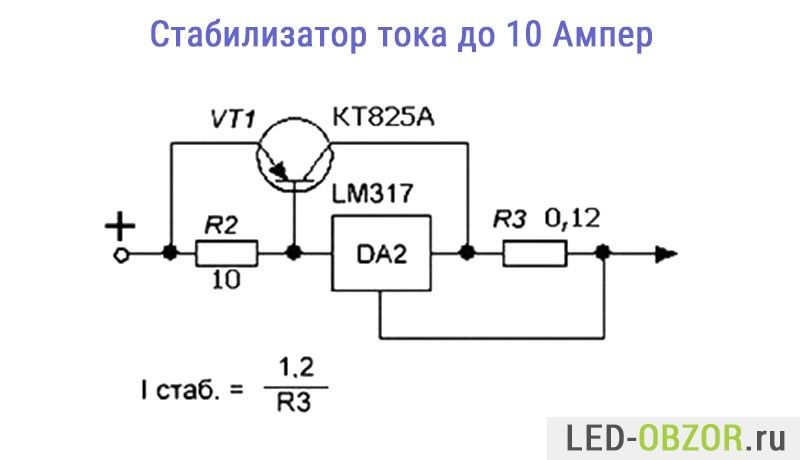 Стабилизатор тока до 10 Ампер
VT1 КТ825А
LM317
+ R2 R3 0,12
DA2
10
I стаб. = 1,2
R3
LED-OBZOR.ru